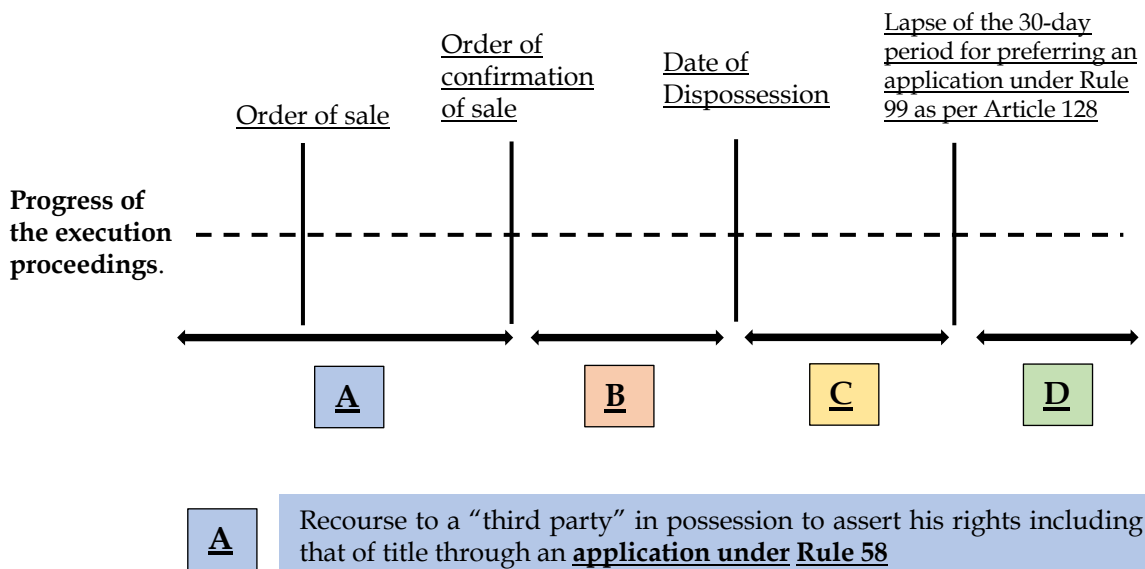 Order of sale
Order of
confirmation
of sale
Date of
Dispossession
Lapse of the 30-day
period for preferring an
application under Rule
99 as per Article 128
Progress of
the execution
proceedings.
A
B
C
D
A
Recourse to a “third party” in possession to assert his rights including
that of title through an application under Rule 58